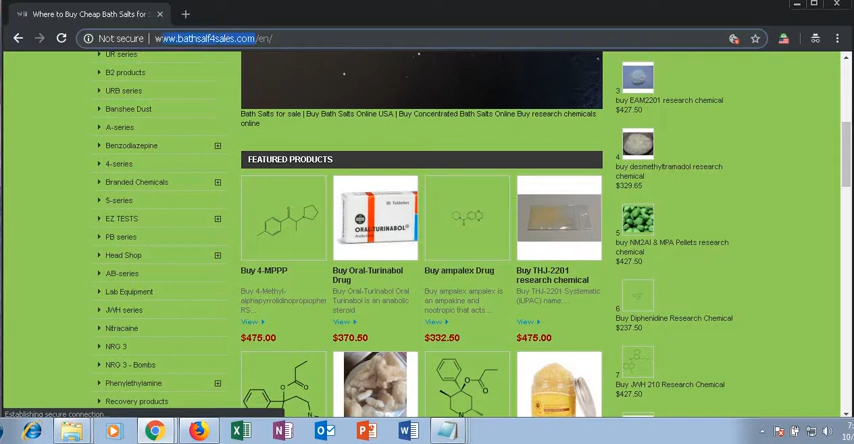 Where to Buy Cheap Bath Salts for
Not secure | www.bathsalf4sales.com/en/
UR series
B2 products
URB series
Banshee Dust
A-series
Benzodiazepine
4-series
Branded Chemicals
5-series
EZ TESTS
PB series
Head Shop
AB-series
Lab Equipment
JWH series
Nitracaine
NRG 3
NRG 3 - Bombs
Phenylethylamine
Recovery products
Establishing secure connection...
Bath Salts for sale | Buy Bath Salts Online USA | Buy Concentrated Bath Salts Online Buy research chemicals
online
FEATURED PRODUCTS
ORAL-TURINABOL
Buy 4-MPPP
Buy 4-Methyl-
alphapyrrolidinopropiopher
RS...
View
$475.00
Buy Oral-Turinabol
Drug
Buy Oral-Turinabol Oral
Turinabol is an anabolic
steroid
View
$370.50
Buy ampalex Drug
Buy ampalex ampalex is
an ampakine and
nootropic that acts ...
View
$332.50
Buy THJ-2201
research chemical
Buy THJ-2201 Systematic
(IUPAC) name:...
View
$475.00
3
buy EAM2201 research chemical
$427.50
4
buy desmethyltramadol research
chemical
$329.65
5
buy NM2AI & MPA Pellets research
chemical
$427.50
6
Buy Diphenidine Research Chemical
$237.50
7
Buy JWH 210 Research Chemical
$427.50